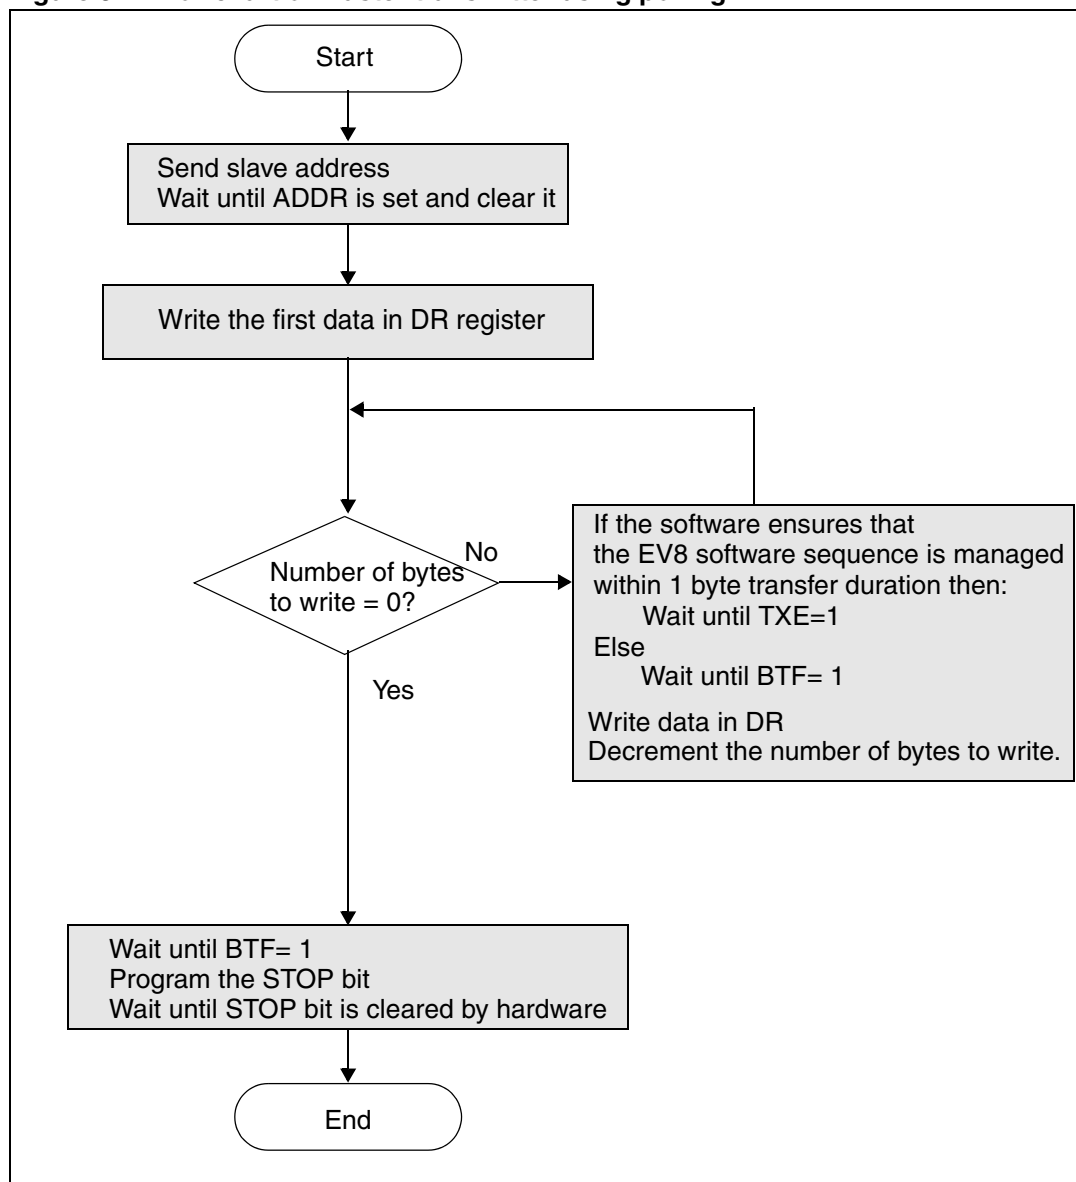 Start
Send slave address
Wait until ADDR is set and clear it
Write the first data in DR register
Number of bytes
to write = 0?
No
Yes
If the software ensures that
the EV8 software sequence is managed
within 1 byte transfer duration then:
Wait until TXE=1
Else
Wait until BTF= 1
Write data in DR
Decrement the number of bytes to write.
Wait until BTF= 1
Program the STOP bit
Wait until STOP bit is cleared by hardware
End